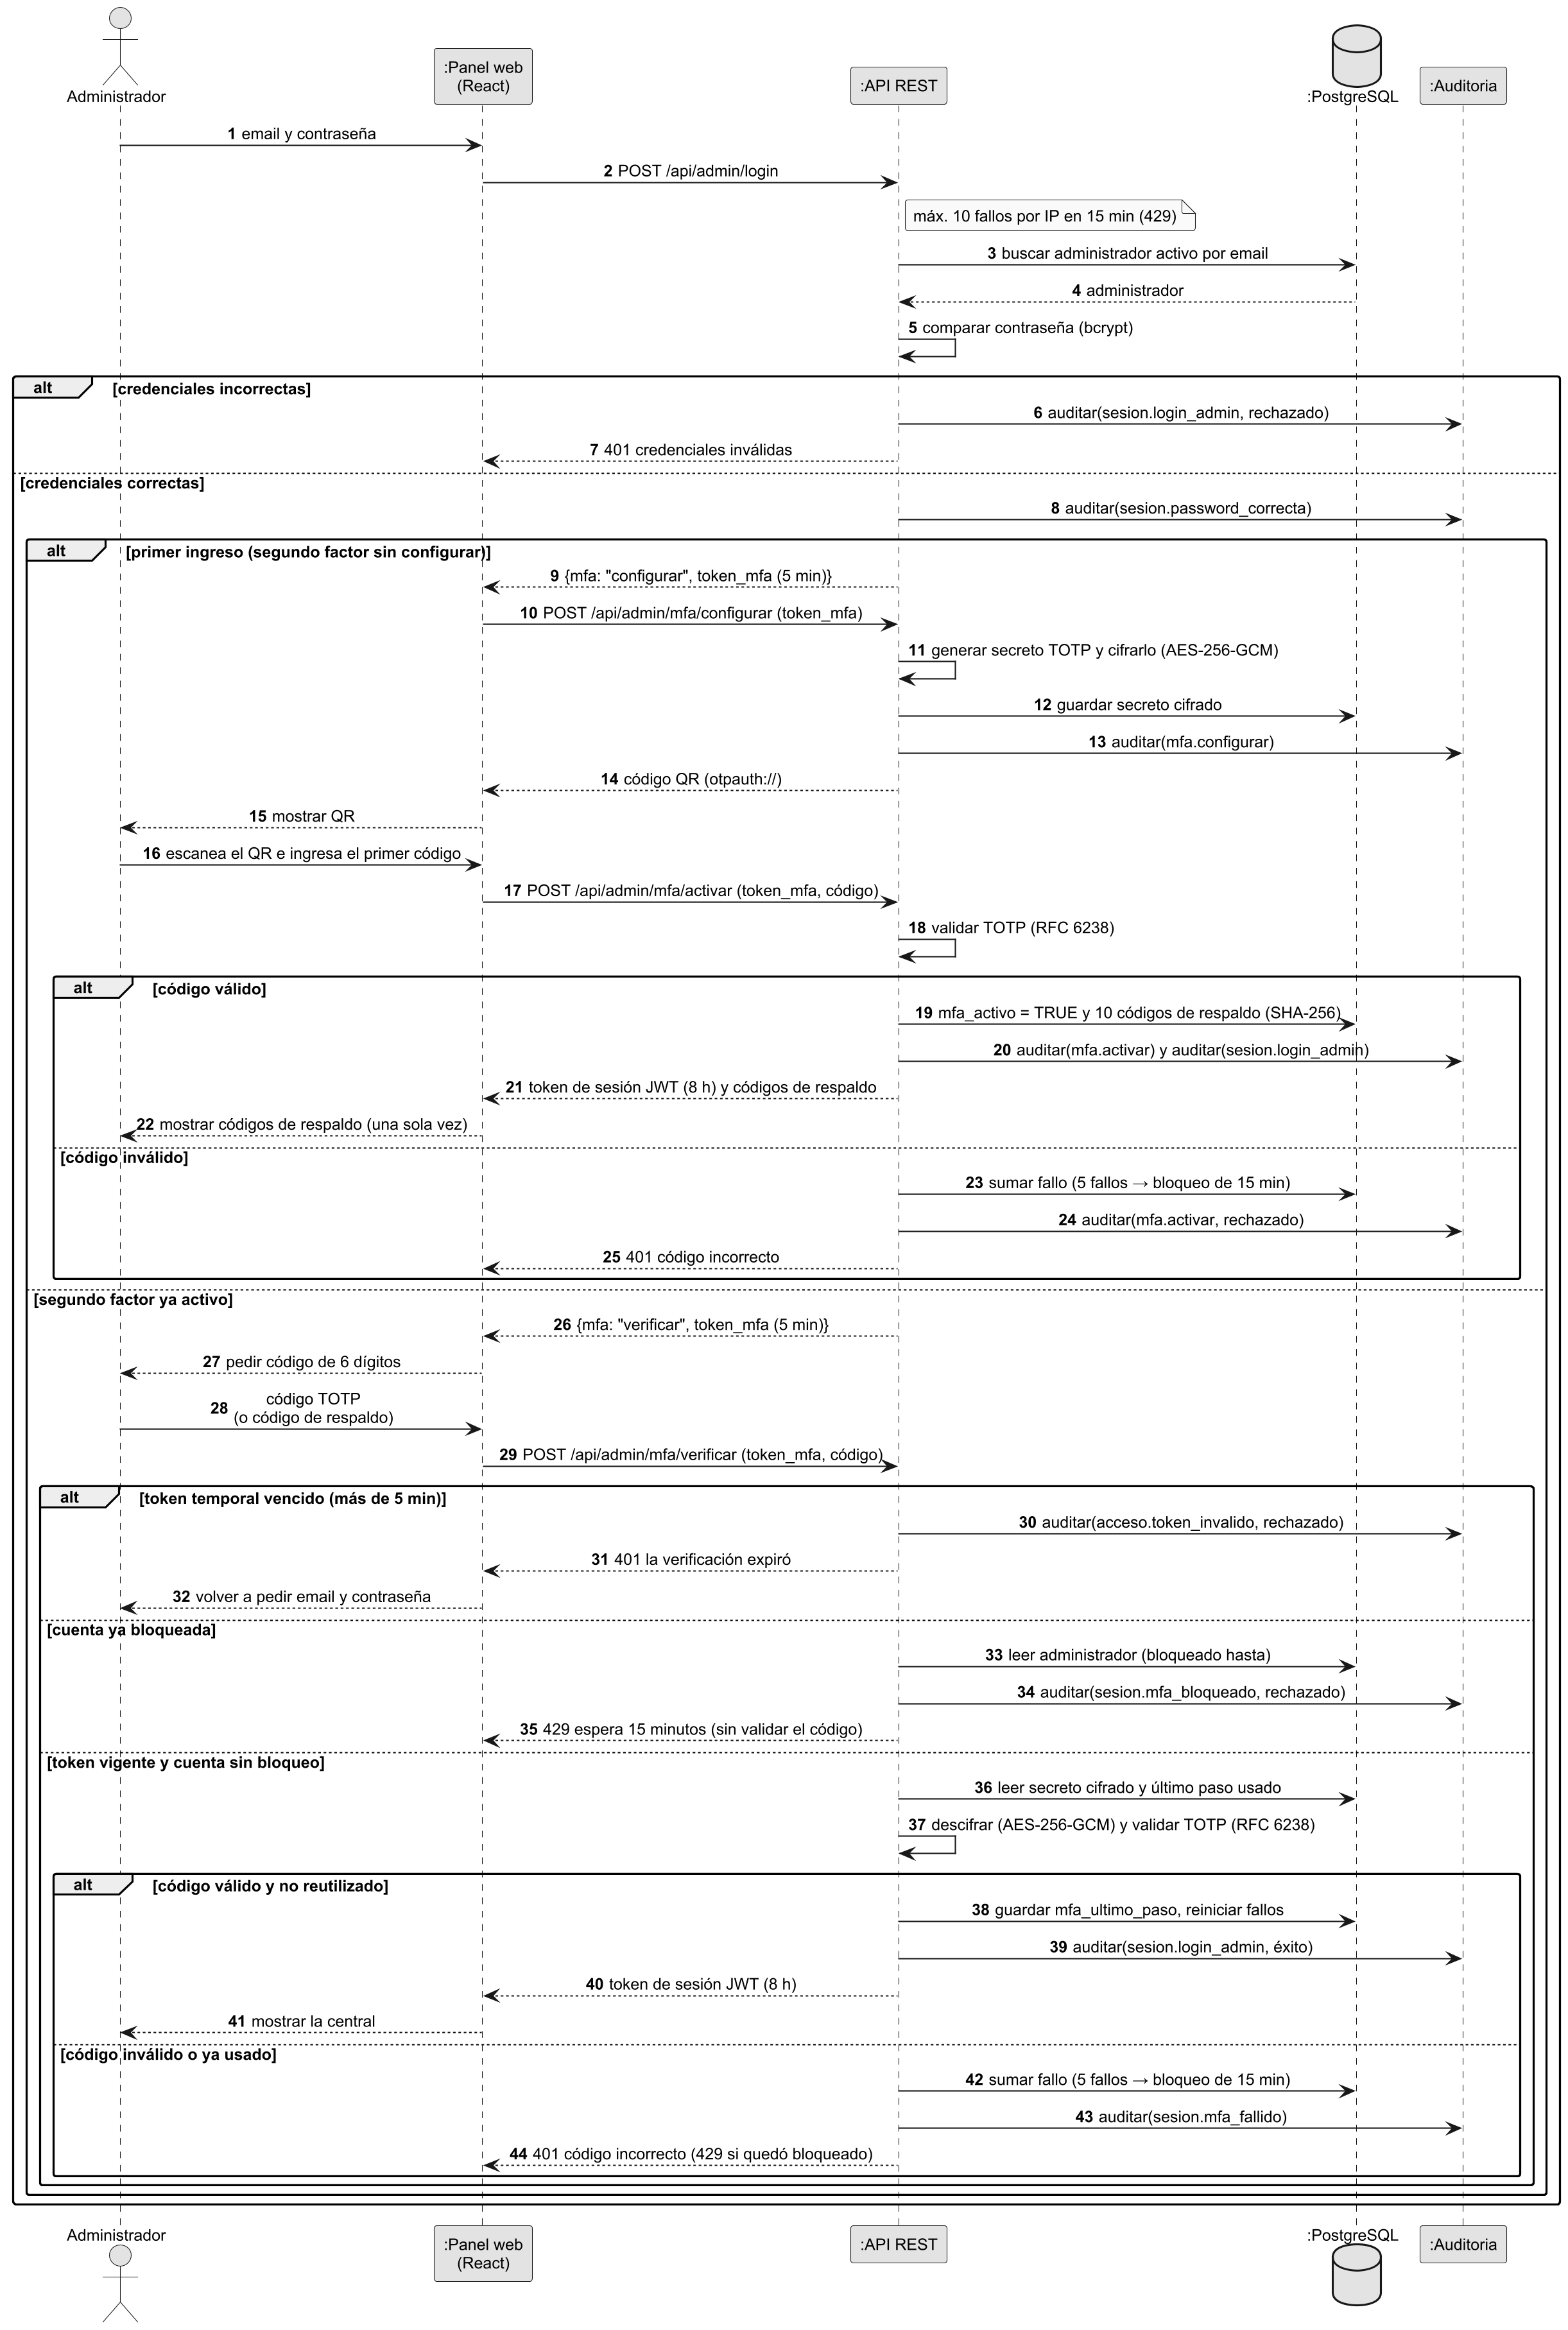 Administrador
:Panel web
(React)
:API REST
:PostgreSQL
:Auditoria
1 email y contraseña
2 POST /api/admin/login
máx. 10 fallos por IP en 15 min (429)
3 buscar administrador activo por email
4 administrador
5 comparar contraseña (bcrypt)
alt [credenciales incorrectas]
6 auditar(sesion.login_admin, rechazado)
7 401 credenciales inválidas
[credenciales correctas]
8 auditar(sesion.password_correcta)
alt [primer ingreso (segundo factor sin configurar)]
9 {mfa: "configurar", token_mfa (5 min)}
10 POST /api/admin/mfa/configurar (token_mfa)
11 generar secreto TOTP y cifrarlo (AES-256-GCM)
12 guardar secreto cifrado
13 auditar(mfa.configurar)
14 código QR (otpauth://)
15 mostrar QR
16 escanea el QR e ingresa el primer código
17 POST /api/admin/mfa/activar (token_mfa, código)
18 validar TOTP (RFC 6238)
alt [código válido]
19 mfa_activo = TRUE y 10 códigos de respaldo (SHA-256)
20 auditar(mfa.activar) y auditar(sesion.login_admin)
21 token de sesión JWT (8 h) y códigos de respaldo
22 mostrar códigos de respaldo (una sola vez)
[código inválido]
23 sumar fallo (5 fallos → bloqueo de 15 min)
24 auditar(mfa.activar, rechazado)
25 401 código incorrecto
[segundo factor ya activo]
26 {mfa: "verificar", token_mfa (5 min)}
27 pedir código de 6 dígitos
28 código TOTP
(o código de respaldo)
29 POST /api/admin/mfa/verificar (token_mfa, código)
alt [token temporal vencido (más de 5 min)]
30 auditar(acceso.token_invalido, rechazado)
31 401 la verificación expiró
32 volver a pedir email y contraseña
[cuenta ya bloqueada]
33 leer administrador (bloqueado hasta)
34 auditar(sesion.mfa_bloqueado, rechazado)
35 429 espera 15 minutos (sin validar el código)
[token vigente y cuenta sin bloqueo]
36 leer secreto cifrado y último paso usado
37 descifrar (AES-256-GCM) y validar TOTP (RFC 6238)
alt [código válido y no reutilizado]
38 guardar mfa_ultimo_paso, reiniciar fallos
39 auditar(sesion.login_admin, éxito)
40 token de sesión JWT (8 h)
41 mostrar la central
[código inválido o ya usado]
42 sumar fallo (5 fallos → bloqueo de 15 min)
43 auditar(sesion.mfa_fallido)
44 401 código incorrecto (429 si quedó bloqueado)
Administrador
:Panel web
(React)
:API REST
:PostgreSQL
:Auditoria